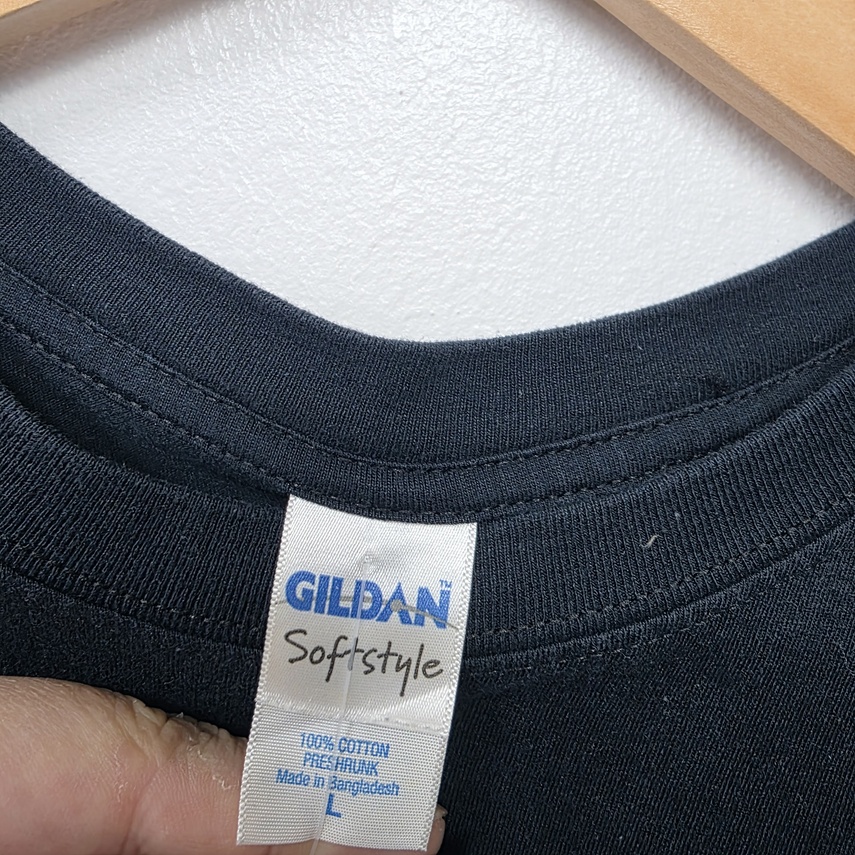 GILDAN™
Softstyle
100% COTTON
PRESHRUNK
Made in Bangladesh
L